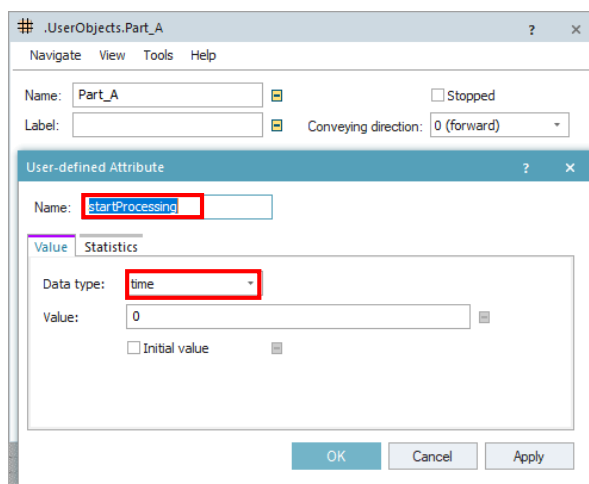 .UserObjects.Part_A ? ×
Navigate View Tools Help
Name: Part_A Stopped
Label: Conveying direction: 0 (forward)
User-defined Attribute ? ×
Name: startProcessing
Value Statistics
Data type: time
Value: 0
Initial value
OK Cancel Apply